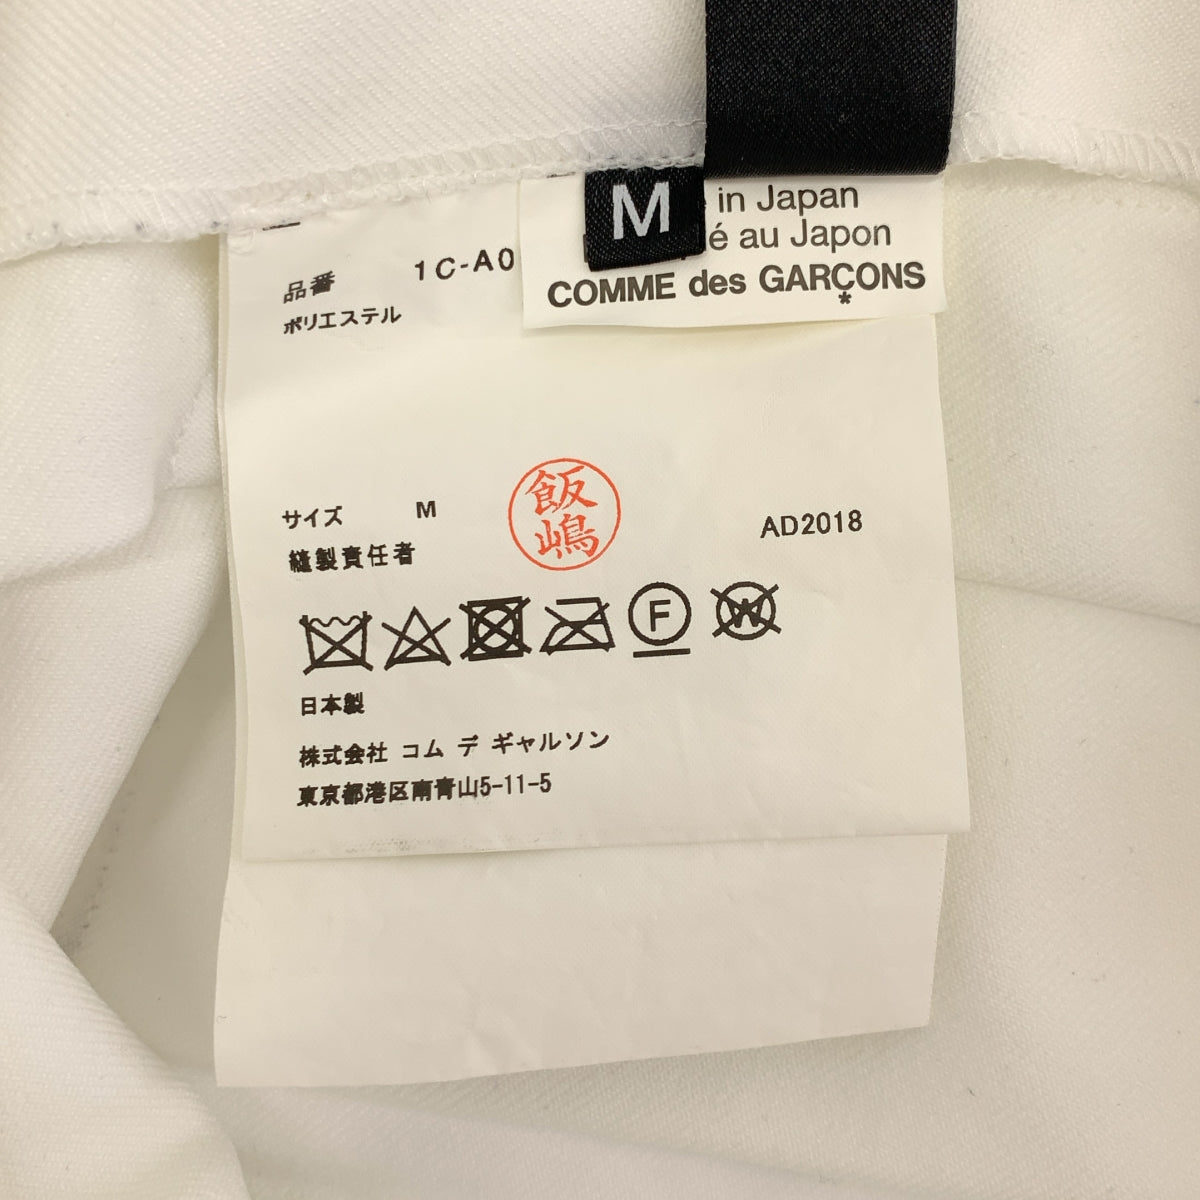 M
in Japan
é au Japon
COMME des GARÇONS
*
品番 1C-A0
ポリエステル
サイズ M
縫製責任者
飯嶋
AD2018
F
W
日本製
株式会社 コム デ ギャルソン
東京都港区南青山5-11-5